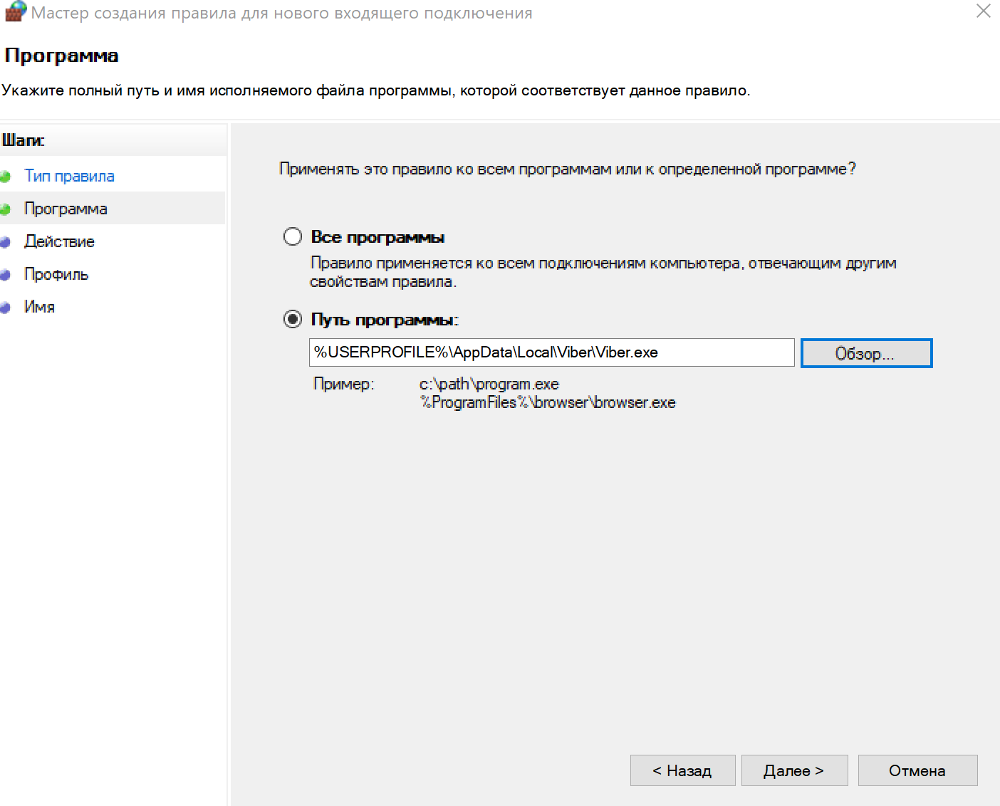 Мастер создания правила для нового входящего подключения
Программа
Укажите полный путь и имя исполняемого файла программы, которой соответствует данное правило.
Шаги:
Тип правила
Программа
Действие
Профиль
Имя
Применять это правило ко всем программам или к определенной программе?
Все программы
Правило применяется ко всем подключениям компьютера, отвечающим другим
свойствам правила.
Путь программы:
%USERPROFILE%\AppData\Local\Viber\Viber.exe
Обзор...
Пример: c:\path\program.exe
%ProgramFiles%\browser\browser.exe
< Назад
Далее >
Отмена